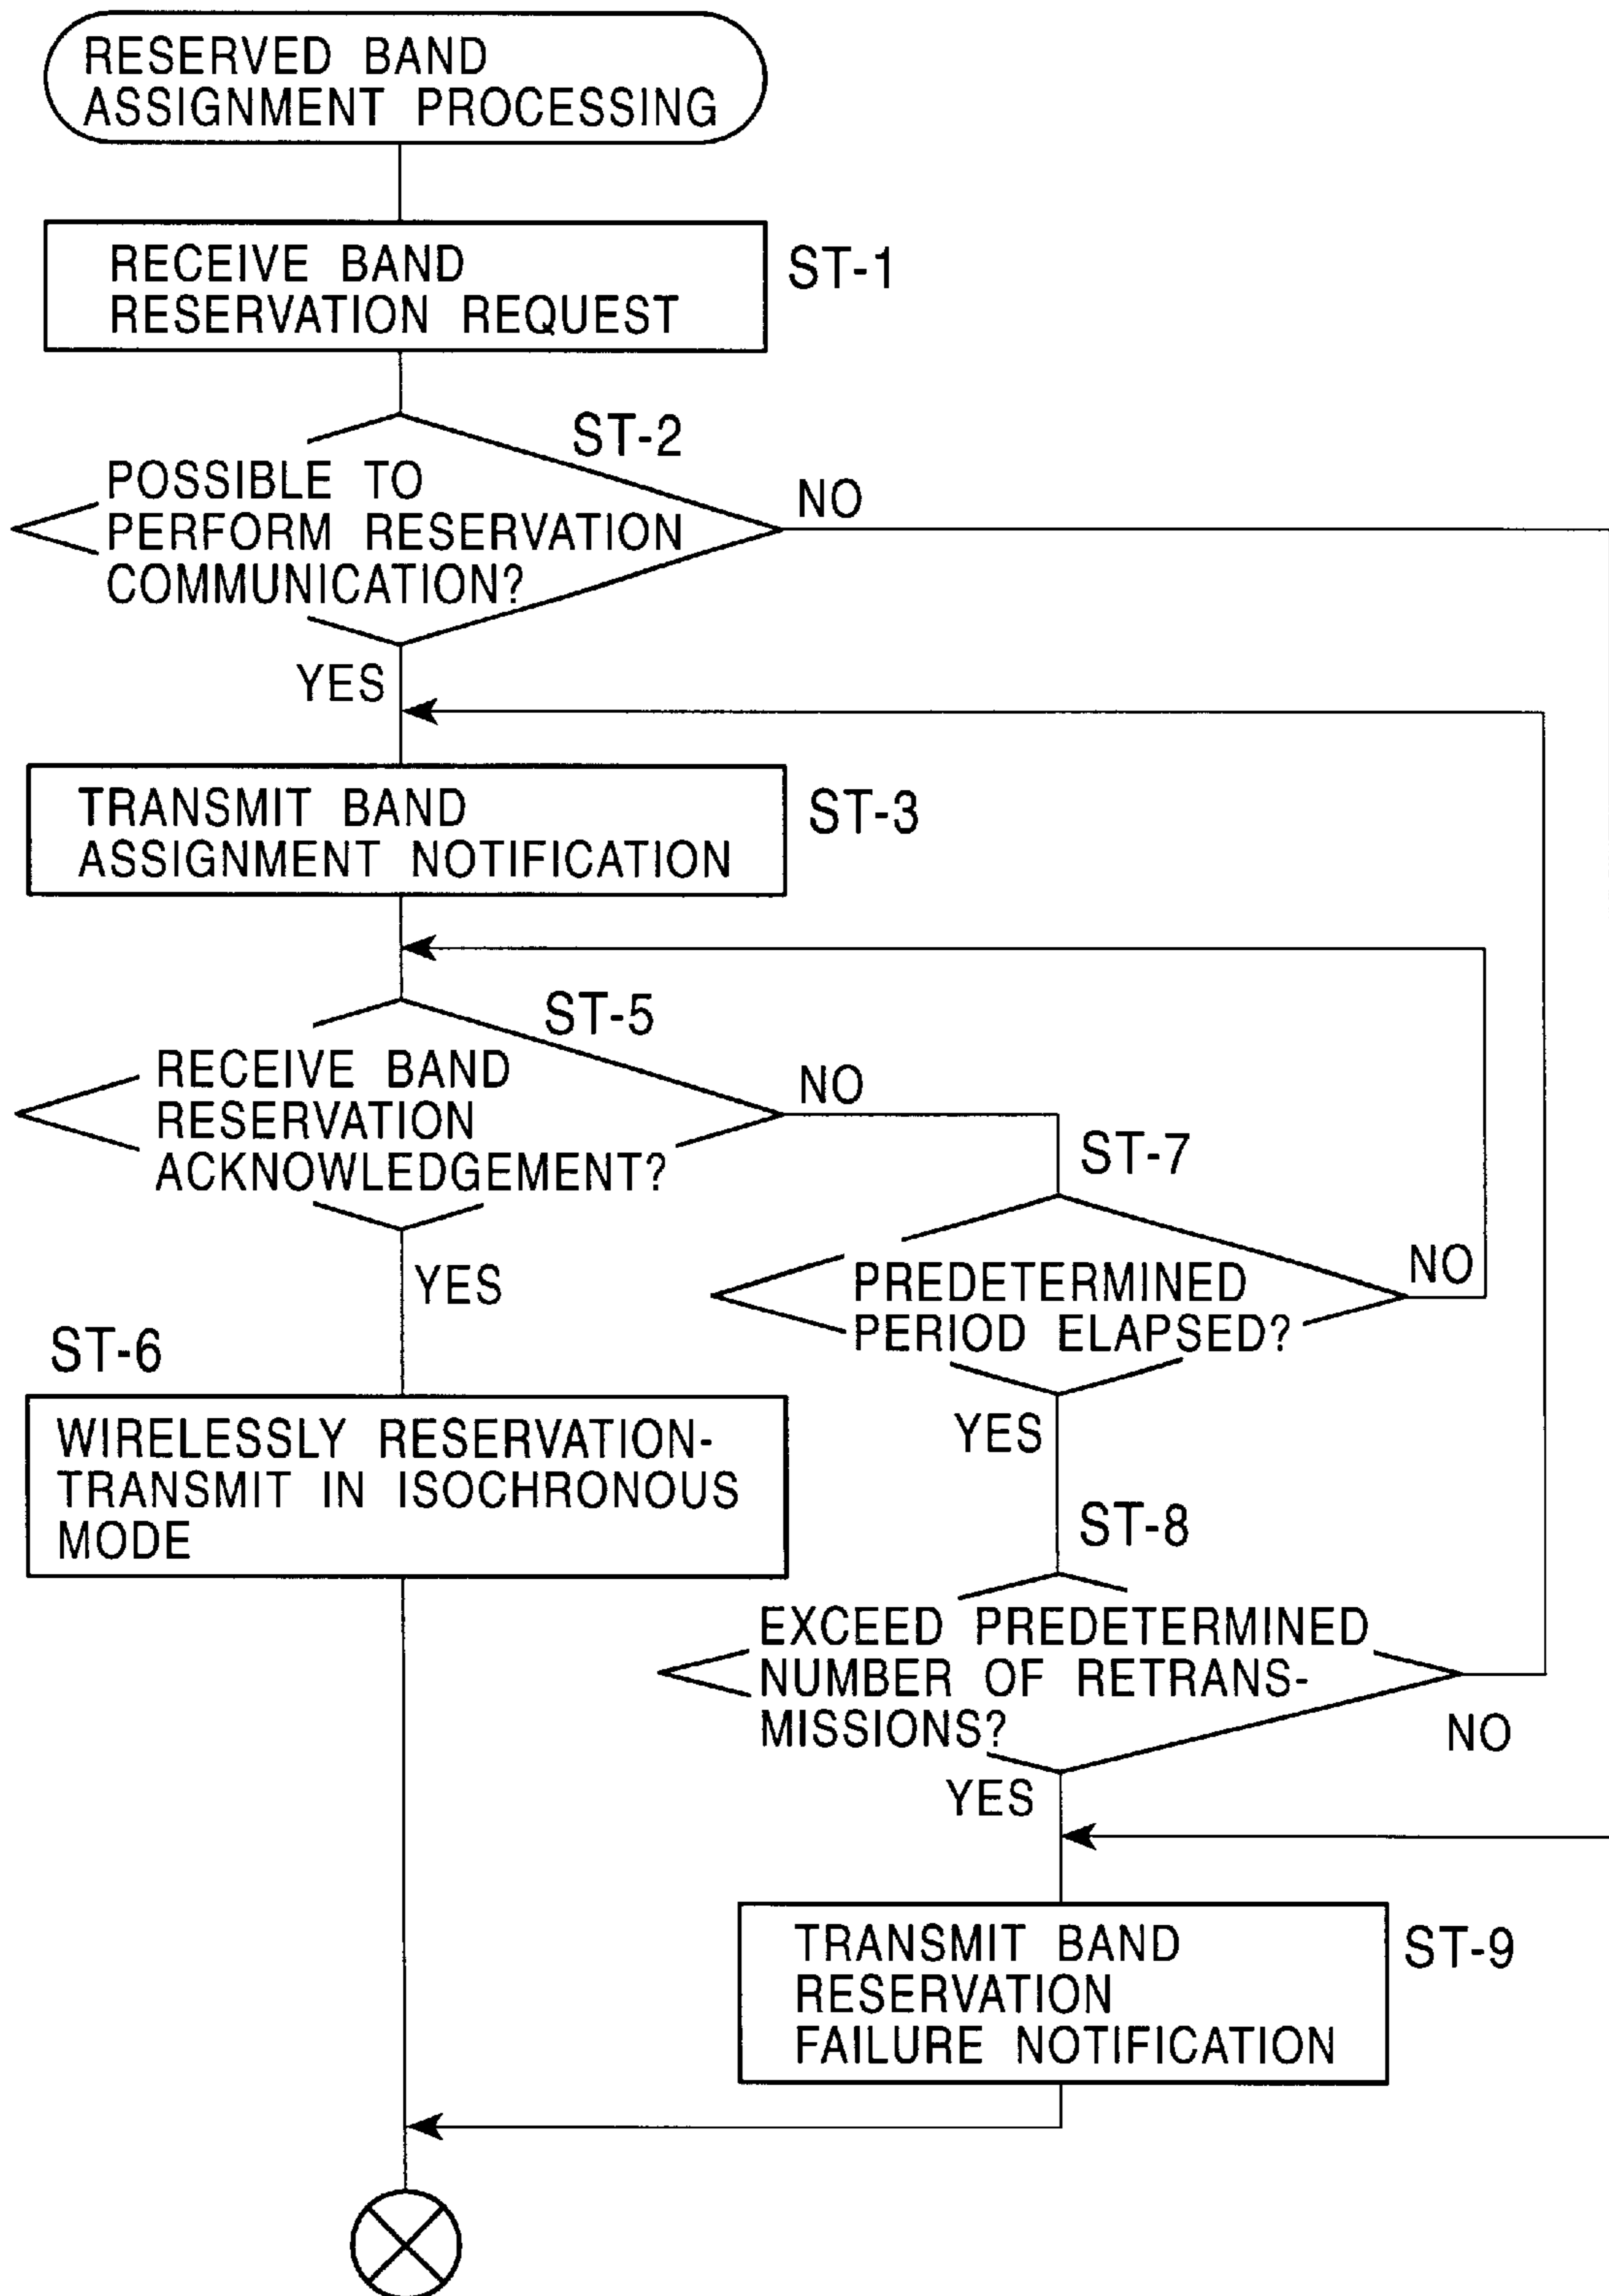 RESERVED BAND
ASSIGNMENT PROCESSING
RECEIVE BAND
RESERVATION REQUEST
ST-1
ST-2
POSSIBLE TO
PERFORM RESERVATION
COMMUNICATION?
NO
YES
TRANSMIT BAND
ASSIGNMENT NOTIFICATION
ST-3
ST-5
RECEIVE BAND
RESERVATION
ACKNOWLEDGEMENT?
NO
YES
ST-7
PREDETERMINED
PERIOD ELAPSED?
NO
YES
ST-6
WIRELESSLY RESERVATION-
TRANSMIT IN ISOCHRONOUS
MODE
ST-8
EXCEED PREDETERMINED
NUMBER OF RETRANS-
MISSIONS?
NO
YES
TRANSMIT BAND
RESERVATION
FAILURE NOTIFICATION
ST-9